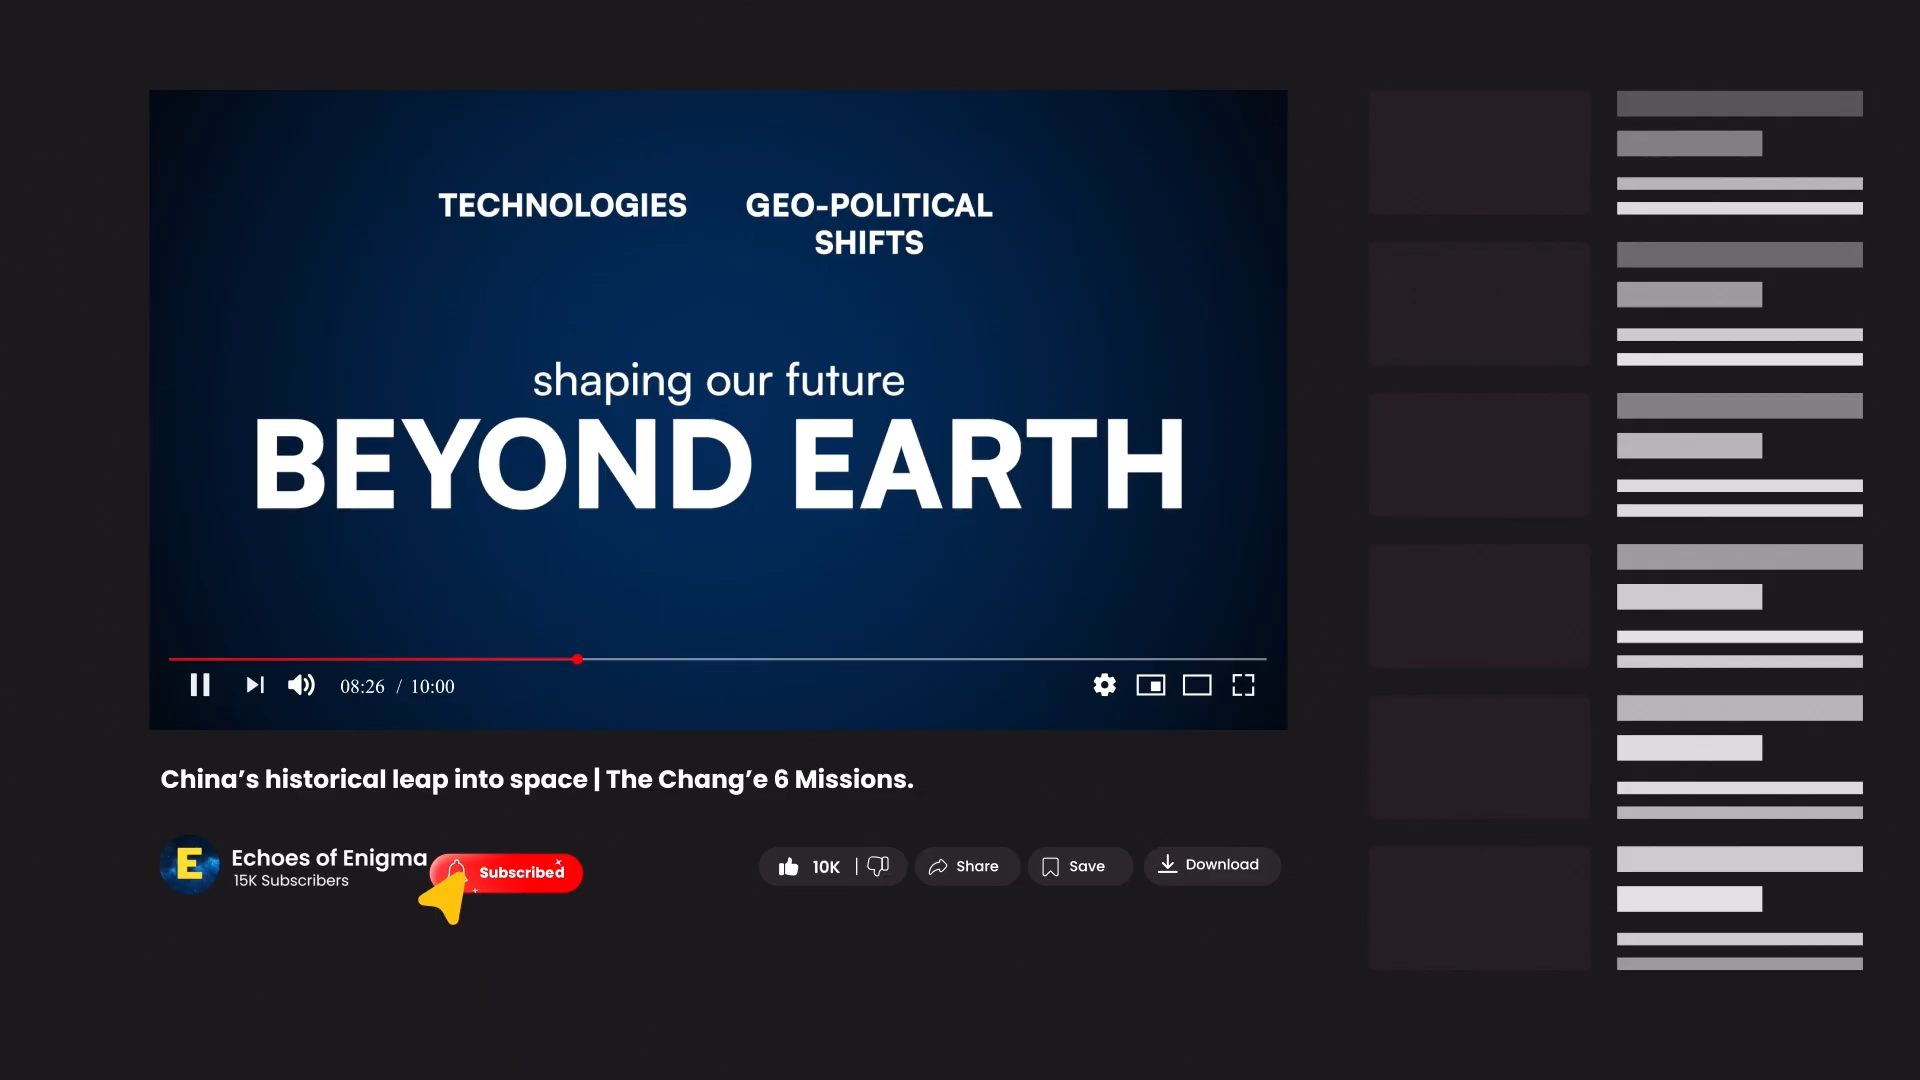 TECHNOLOGIES
GEO-POLITICAL
SHIFTS
shaping our future
BEYOND EARTH
08:26 / 10:00
China’s historical leap into space | The Chang’e 6 Missions.
E
Echoes of Enigma
15K Subscribers
Subscribed
10K
Share
Save
Download